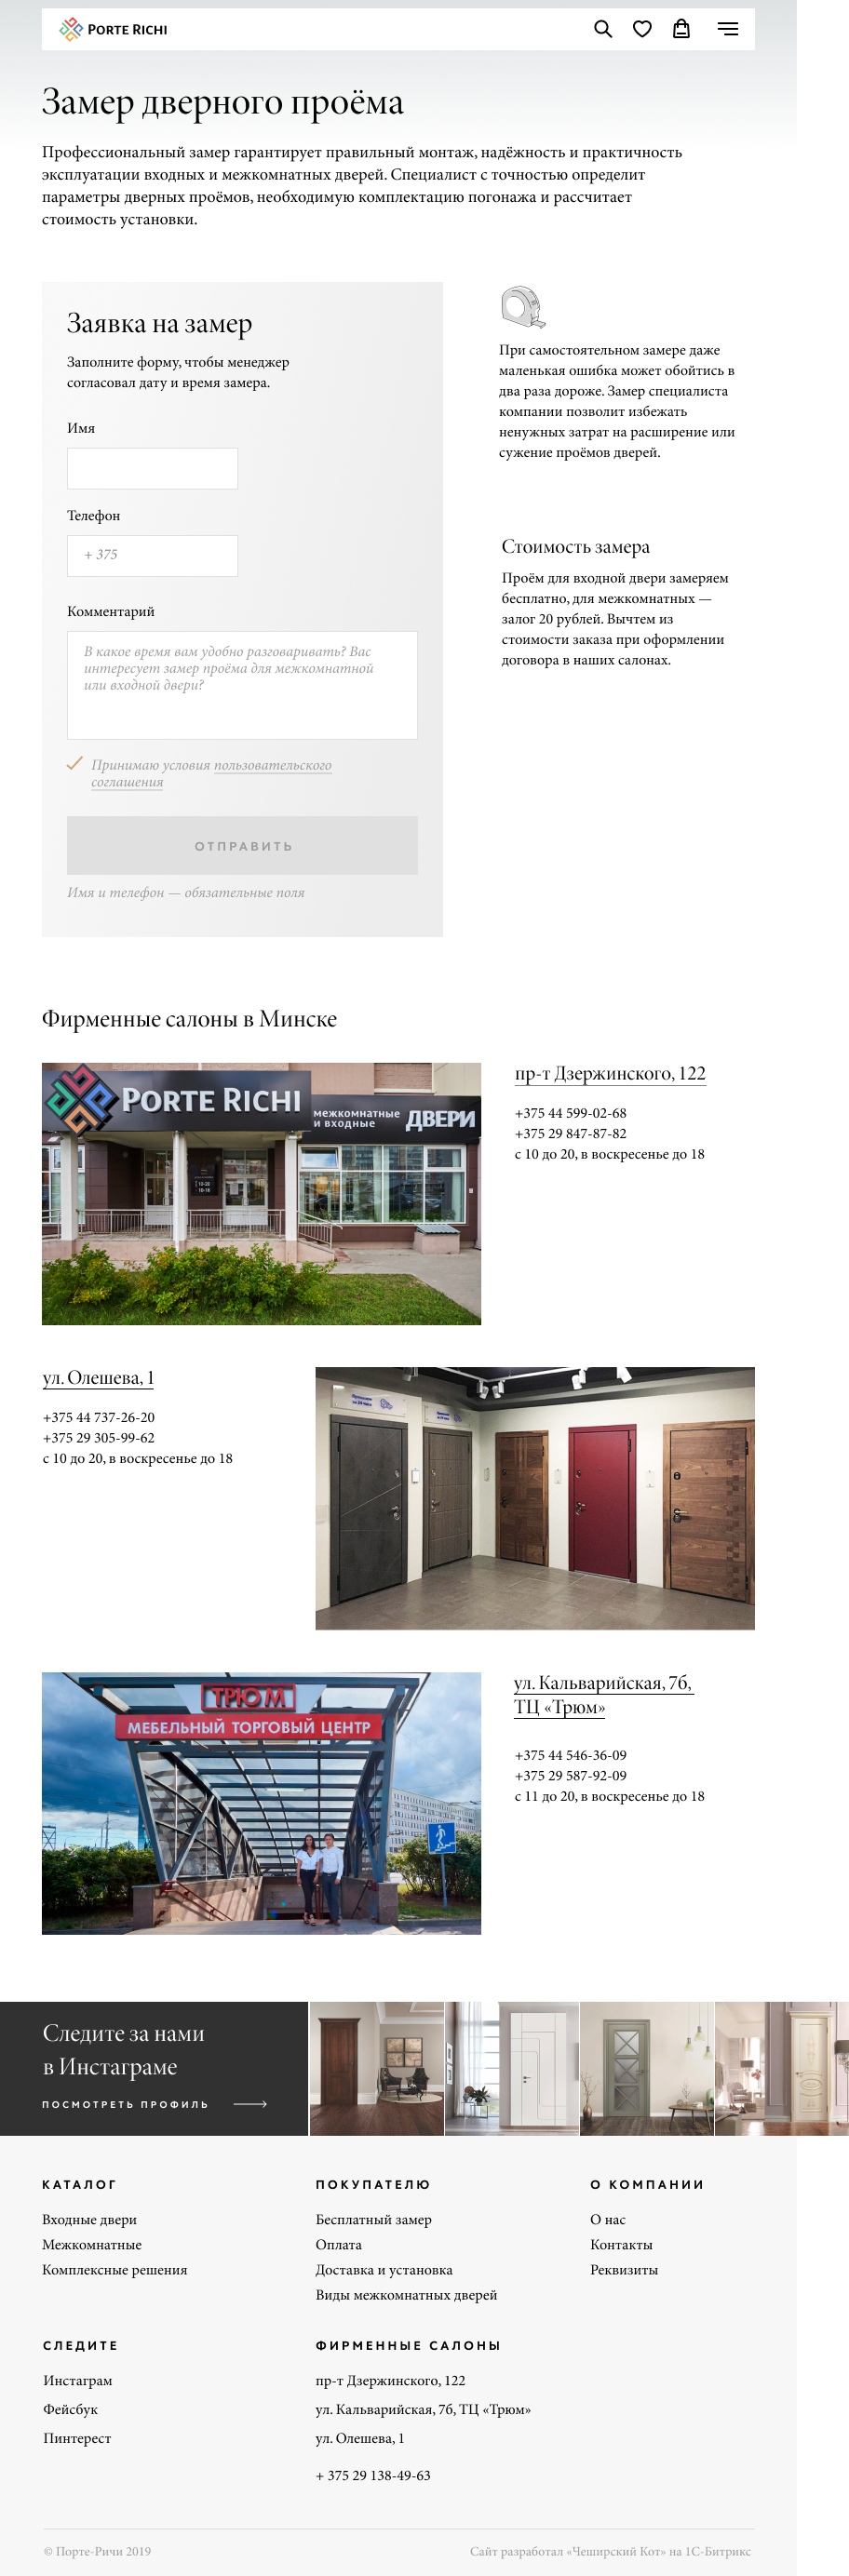 PORTE RICHI
Замер дверного проёма
Профессиональный замер гарантирует правильный монтаж, надёжность и практичность
эксплуатации входных и межкомнатных дверей. Специалист с точностью определит
параметры дверных проёмов, необходимую комплектацию погонажа и рассчитает
стоимость установки.
Заявка на замер
Заполните форму, чтобы менеджер
согласовал дату и время замера.
Имя
Телефон
+ 375
Комментарий
В какое время вам удобно разговаривать? Вас
интересует замер проёма для межкомнатной
или входной двери?
Принимаю условия пользовательского
соглашения
ОТПРАВИТЬ
Имя и телефон — обязательные поля
При самостоятельном замере даже
маленькая ошибка может обойтись в
два раза дороже. Замер специалиста
компании позволит избежать
ненужных затрат на расширение или
сужение проёмов дверей.
Стоимость замера
Проём для входной двери замеряем
бесплатно, для межкомнатных —
залог 20 рублей. Вычтем из
стоимости заказа при оформлении
договора в наших салонах.
Фирменные салоны в Минске
PORTE RICHI
межкомнатные
и входные
ДВЕРИ
10-20
10-18
пр-т Дзержинского, 122
+375 44 599-02-68
+375 29 847-87-82
с 10 до 20, в воскресенье до 18
ул. Олешева, 1
+375 44 737-26-20
+375 29 305-99-62
с 10 до 20, в воскресенье до 18
ТРЮМ
МЕБЕЛЬНЫЙ ТОРГОВЫЙ ЦЕНТР
ул. Кальварийская, 7б,
ТЦ «Трюм»
+375 44 546-36-09
+375 29 587-92-09
с 11 до 20, в воскресенье до 18
Следите за нами
в Инстаграме
ПОСМОТРЕТЬ ПРОФИЛЬ
КАТАЛОГ
Входные двери
Межкомнатные
Комплексные решения
ПОКУПАТЕЛЮ
Бесплатный замер
Оплата
Доставка и установка
Виды межкомнатных дверей
О КОМПАНИИ
О нас
Контакты
Реквизиты
СЛЕДИТЕ
Инстаграм
Фейсбук
Пинтерест
ФИРМЕННЫЕ САЛОНЫ
пр-т Дзержинского, 122
ул. Кальварийская, 7б, ТЦ «Трюм»
ул. Олешева, 1
+ 375 29 138-49-63
© Порте-Ричи 2019
Сайт разработал «Чеширский Кот» на 1С-Битрикс